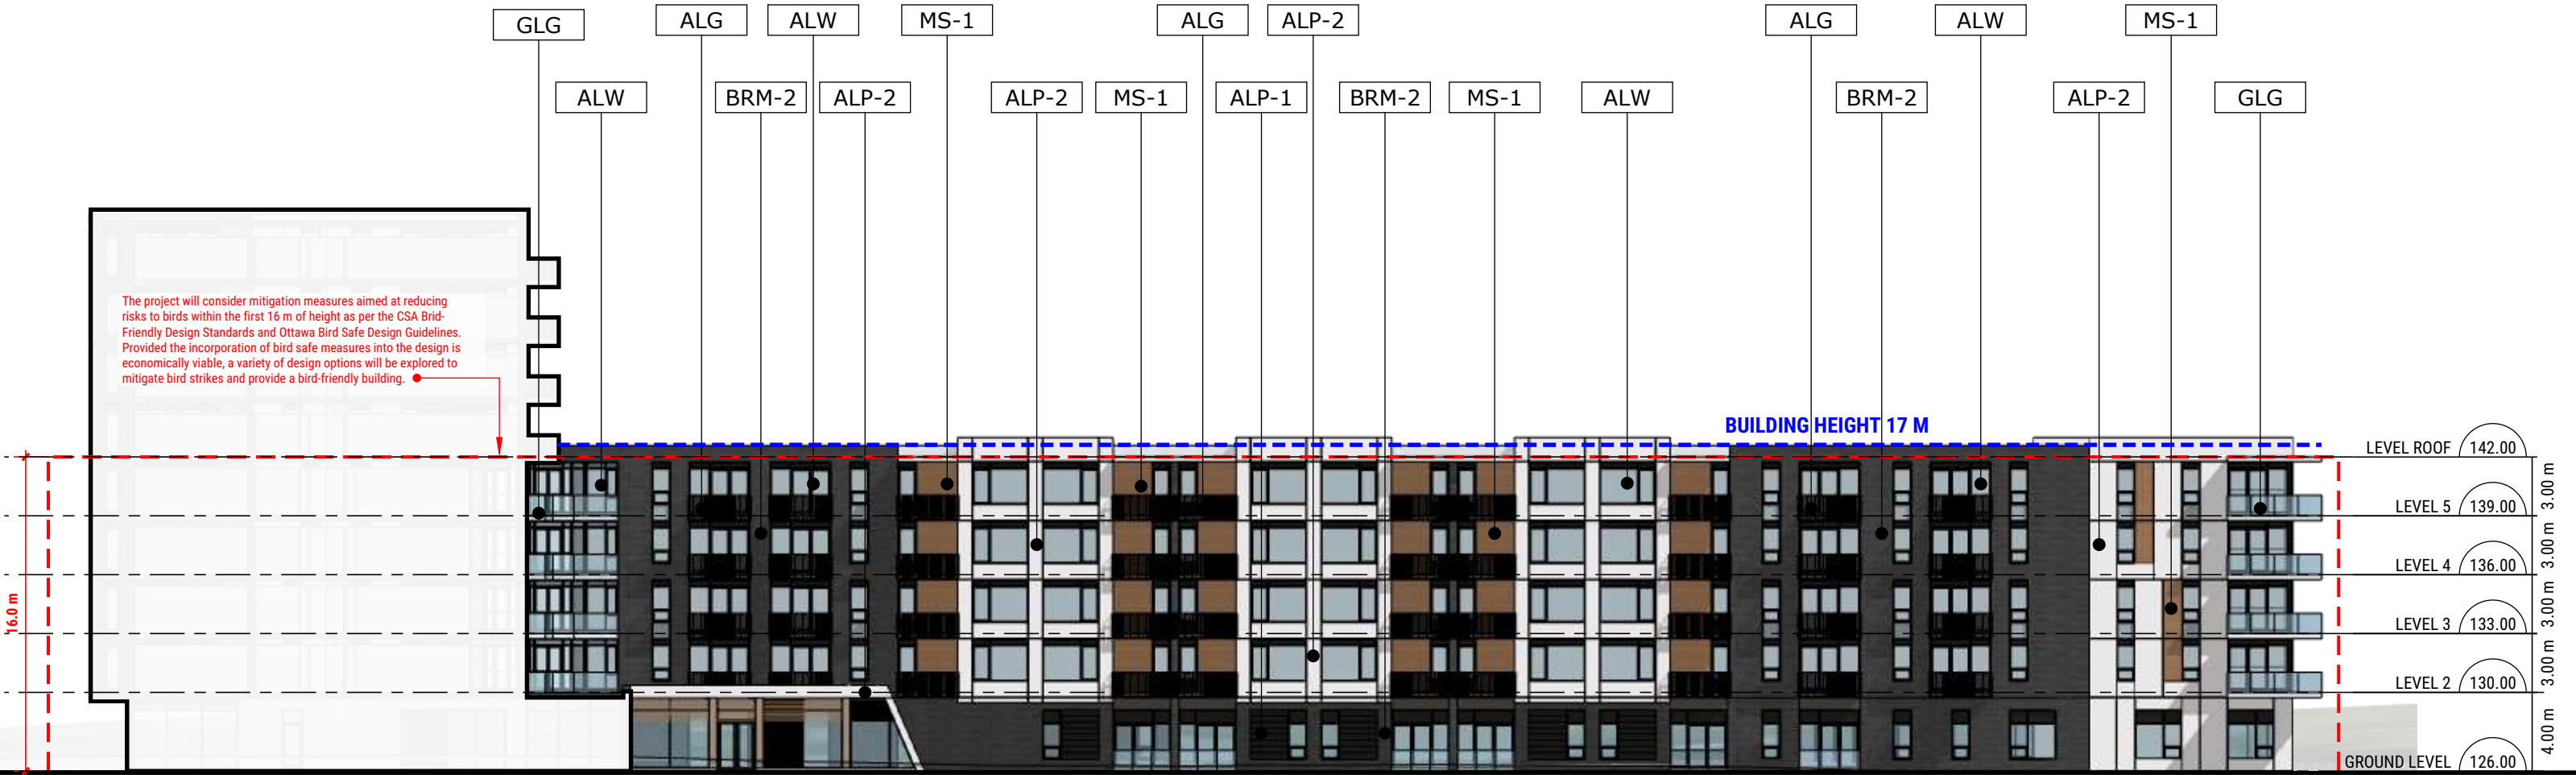 GLG
ALG
ALW
MS-1
ALG
ALP-2
ALG
ALW
MS-1
ALW
BRM-2
ALP-2
ALP-2
MS-1
ALP-1
BRM-2
MS-1
ALW
BRM-2
ALP-2
GLG
The project will consider mitigation measures aimed at reducing
risks to birds within the first 16 m of height as per the CSA Brid-
Friendly Design Standards and Ottawa Bird Safe Design Guidelines.
Provided the incorporation of bird safe measures into the design is
economically viable, a variety of design options will be explored to
mitigate bird strikes and provide a bird-friendly building.
BUILDING HEIGHT 17 M
LEVEL ROOF 142.00
3.00 m
LEVEL 5 139.00
3.00 m
LEVEL 4 136.00
3.00 m
LEVEL 3 133.00
3.00 m
LEVEL 2 130.00
4.00 m
GROUND LEVEL 126.00
16.0 m